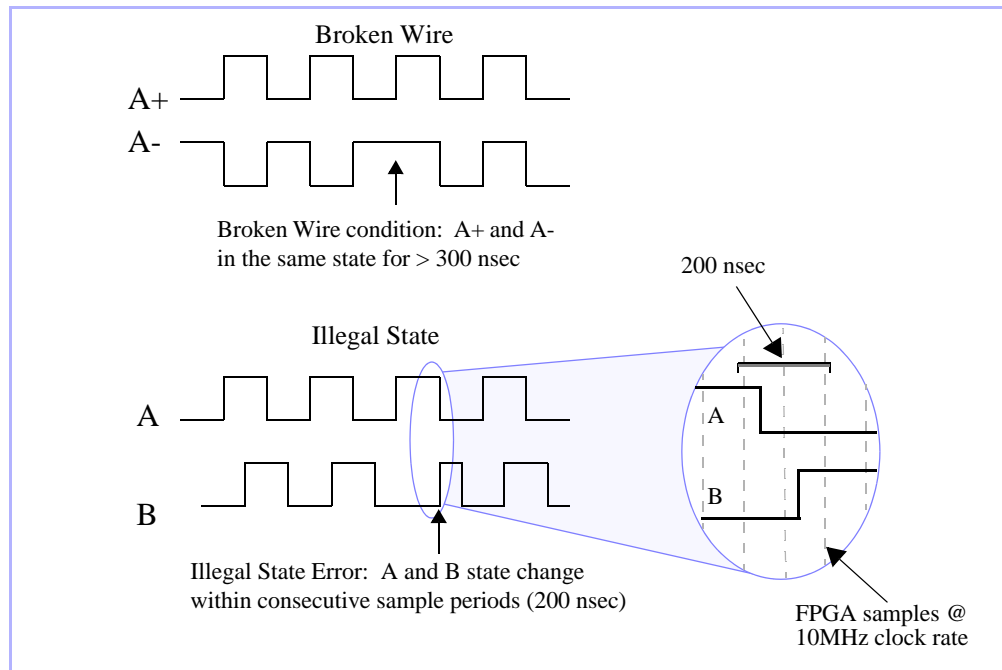 Broken Wire
A+
A-
Broken Wire condition:  A+ and A-
in the same state for > 300 nsec
200 nsec
Illegal State
A
B
A
B
Illegal State Error:  A and B state change
within consecutive sample periods (200 nsec)
FPGA samples @
10MHz clock rate